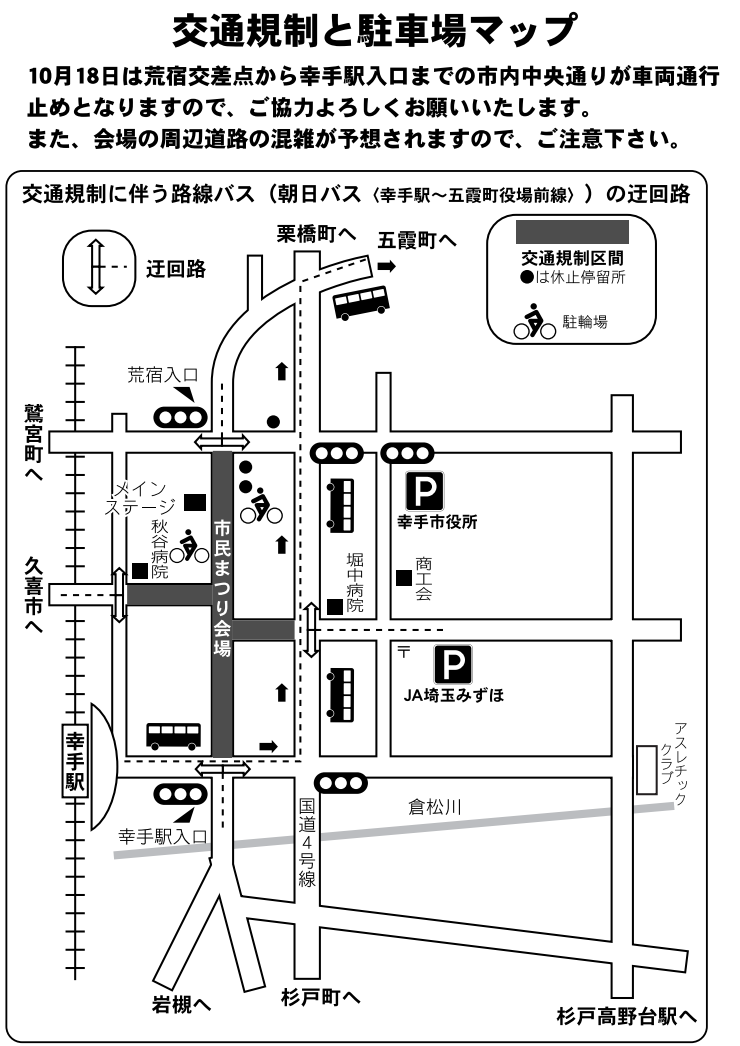 交通規制と駐車場マップ
10月18日は荒宿交差点から幸手駅入口までの市内中央通りが車両通行
止めとなりますので、ご協力よろしくお願いいたします。
また、会場の周辺道路の混雑が予想されますので、ご注意下さい。
交通規制に伴う路線バス（朝日バス〈幸手駅〜五霞町役場前線〉）の迂回路
迂回路
栗橋町へ
五霞町へ
交通規制区間
●は休止停留所
駐輪場
荒宿入口
鷲宮町へ
メイン
ステージ
秋谷病院
市民まつり会場
P
幸手市役所
久喜市へ
堀中病院
商工会
〒
P
JA埼玉みずほ
幸手駅
アスレチック
クラブ
幸手駅入口
国道4号線
倉松川
岩槻へ
杉戸町へ
杉戸高野台駅へ